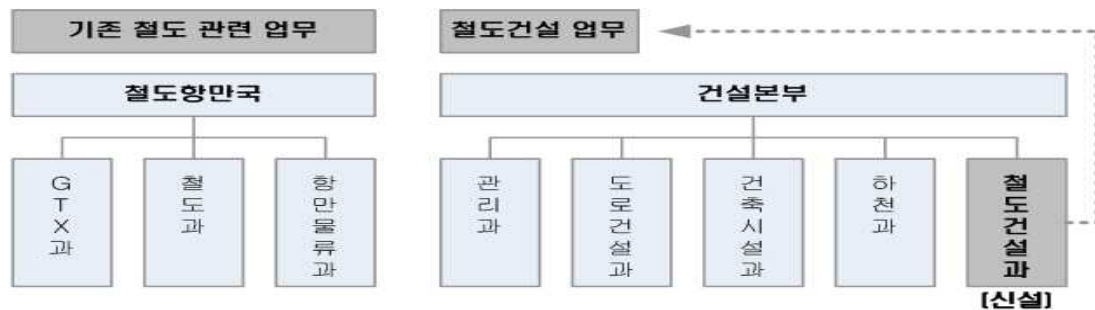 기존 철도 관련 업무
철도건설 업무
철도항만국
건설본부
GTX과
철도과
항만물류과
관리과
도로건설과
건축시설과
하천과
철도건설과
[신설]